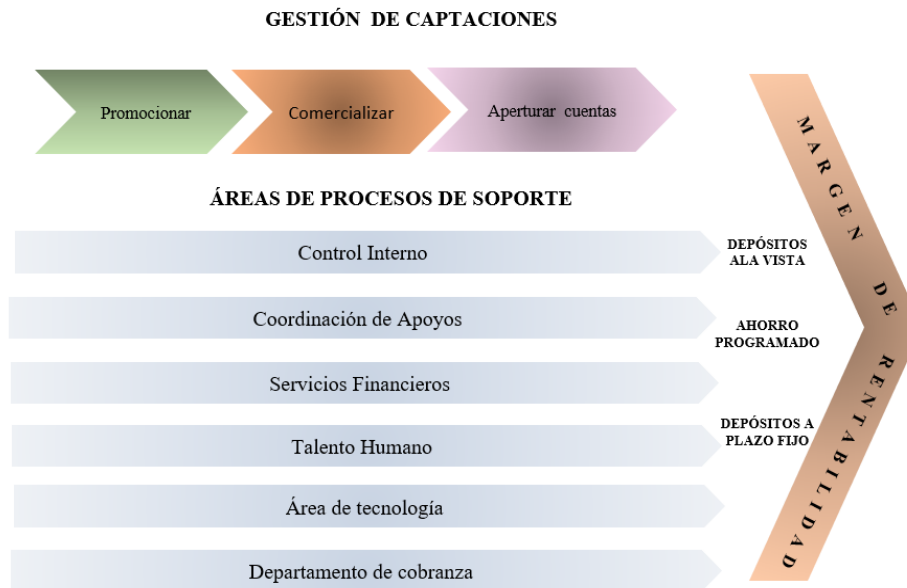 GESTIÓN DE CAPTACIONES
Promocionar
Comercializar
Aperturar cuentas
ÁREAS DE PROCESOS DE SOPORTE
Control Interno
Coordinación de Apoyos
Servicios Financieros
Talento Humano
Área de tecnología
Departamento de cobranza
DEPÓSITOS
ALA VISTA
AHORRO
PROGRAMADO
DEPÓSITOS A
PLAZO FIJO
MARGEN DE RENTABILIDAD